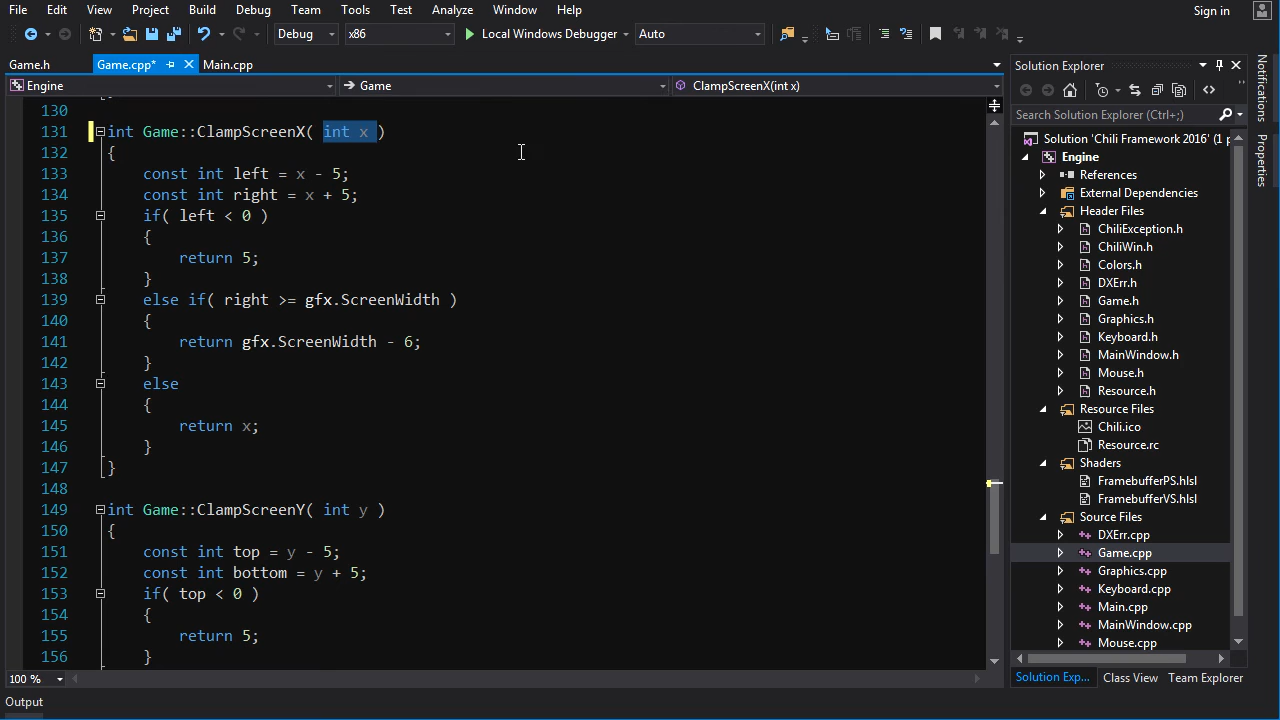 File Edit View Project Build Debug Team Tools Test Analyze Window Help
Sign in
Debug x86 Local Windows Debugger Auto
Game.h Game.cpp* Main.cpp
Engine Game ClampScreenX(int x)
130
131 int Game::ClampScreenX( int x )
132 {
133 const int left = x - 5;
134 const int right = x + 5;
135 if( left < 0 )
136 {
137 return 5;
138 }
139 else if( right >= gfx.ScreenWidth )
140 {
141 return gfx.ScreenWidth - 6;
142 }
143 else
144 {
145 return x;
146 }
147 }
148
149 int Game::ClampScreenY( int y )
150 {
151 const int top = y - 5;
152 const int bottom = y + 5;
153 if( top < 0 )
154 {
155 return 5;
156 }
100 %
Output
Solution Explorer
Search Solution Explorer (Ctrl+;)
Solution 'Chili Framework 2016' (1 p
Engine
References
External Dependencies
Header Files
ChiliException.h
ChiliWin.h
Colors.h
DXErr.h
Game.h
Graphics.h
Keyboard.h
MainWindow.h
Mouse.h
Resource.h
Resource Files
Chili.ico
Resource.rc
Shaders
FramebufferPS.hlsl
FramebufferVS.hlsl
Source Files
DXErr.cpp
Game.cpp
Graphics.cpp
Keyboard.cpp
Main.cpp
MainWindow.cpp
Mouse.cpp
Solution Exp... Class View Team Explorer
Notifications
Properties